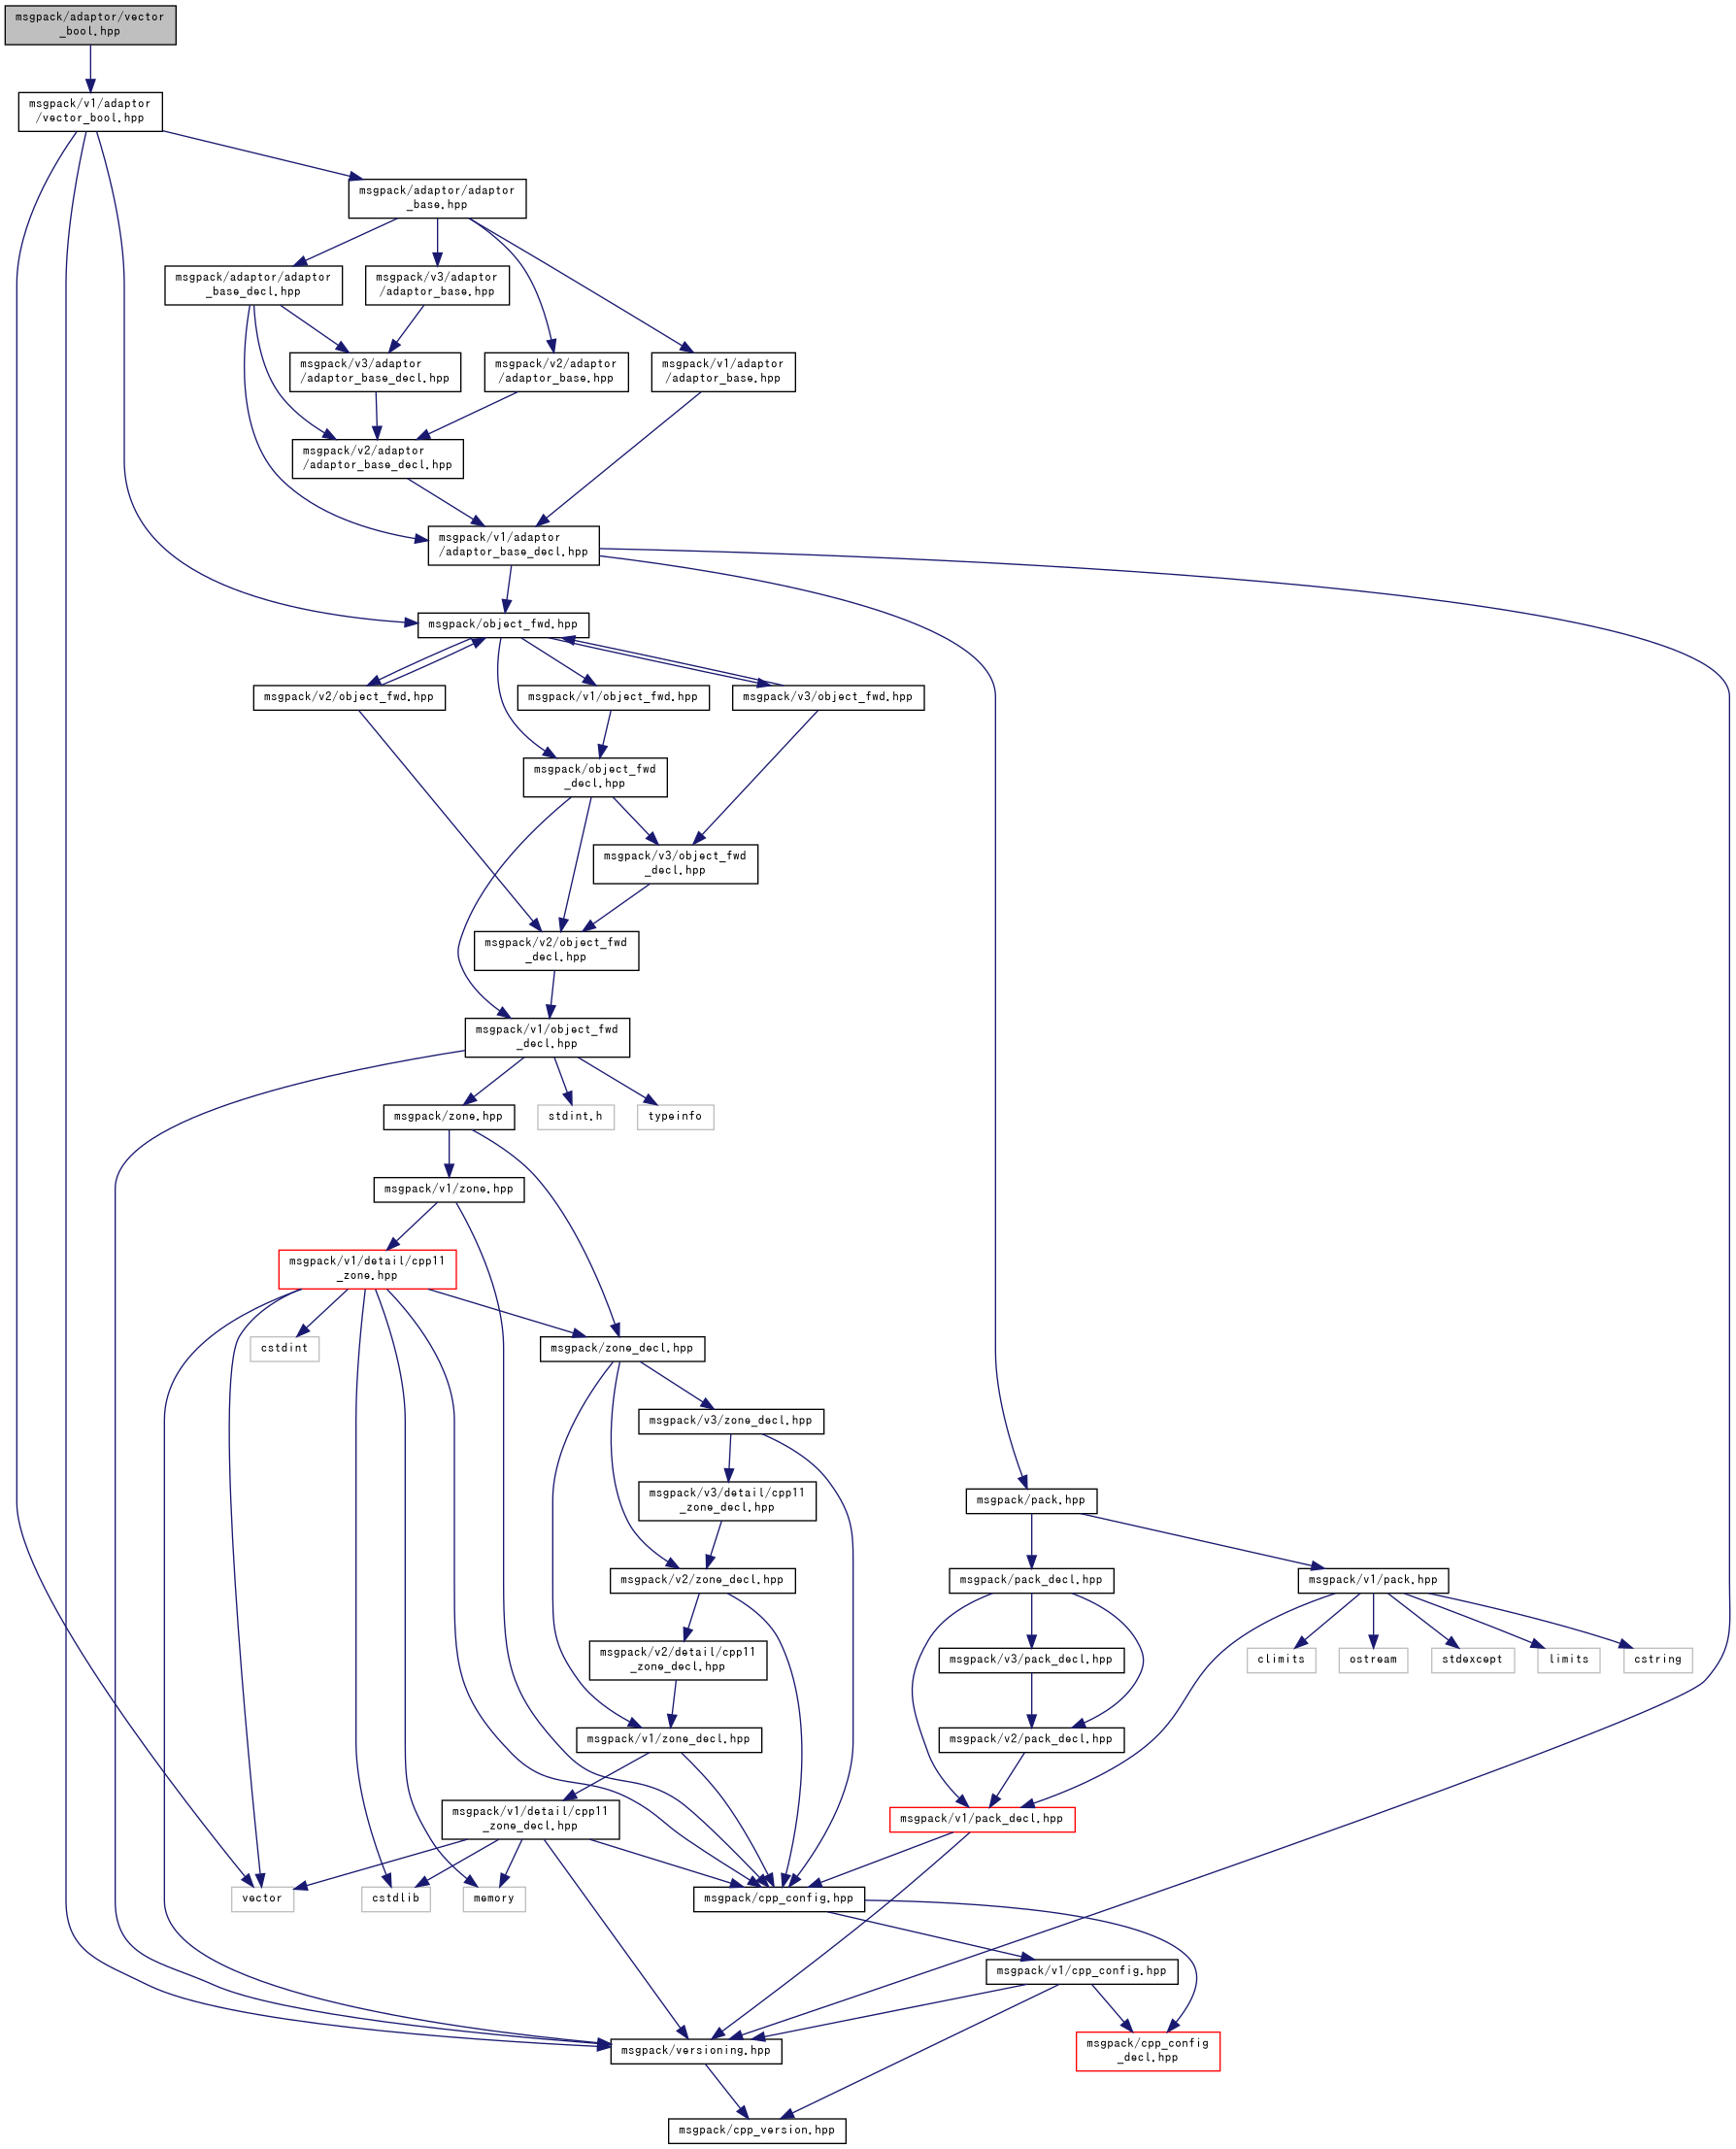 msgpack/adaptor/vector
_bool.hpp
msgpack/v1/adaptor
/vector_bool.hpp
msgpack/adaptor/adaptor
_base.hpp
msgpack/adaptor/adaptor
_base_decl.hpp
msgpack/v3/adaptor
/adaptor_base.hpp
msgpack/v3/adaptor
/adaptor_base_decl.hpp
msgpack/v2/adaptor
/adaptor_base.hpp
msgpack/v1/adaptor
/adaptor_base.hpp
msgpack/v2/adaptor
/adaptor_base_decl.hpp
msgpack/v1/adaptor
/adaptor_base_decl.hpp
msgpack/object_fwd.hpp
msgpack/v2/object_fwd.hpp
msgpack/v1/object_fwd.hpp
msgpack/v3/object_fwd.hpp
msgpack/object_fwd
_decl.hpp
msgpack/v3/object_fwd
_decl.hpp
msgpack/v2/object_fwd
_decl.hpp
msgpack/v1/object_fwd
_decl.hpp
msgpack/zone.hpp
stdint.h
typeinfo
msgpack/v1/zone.hpp
msgpack/v1/detail/cpp11
_zone.hpp
cstdint
msgpack/zone_decl.hpp
msgpack/v3/zone_decl.hpp
msgpack/v3/detail/cpp11
_zone_decl.hpp
msgpack/pack.hpp
msgpack/v2/zone_decl.hpp
msgpack/pack_decl.hpp
msgpack/v1/pack.hpp
msgpack/v2/detail/cpp11
_zone_decl.hpp
msgpack/v3/pack_decl.hpp
climits
ostream
stdexcept
limits
cstring
msgpack/v1/zone_decl.hpp
msgpack/v2/pack_decl.hpp
msgpack/v1/detail/cpp11
_zone_decl.hpp
msgpack/v1/pack_decl.hpp
vector
cstdlib
memory
msgpack/cpp_config.hpp
msgpack/v1/cpp_config.hpp
msgpack/versioning.hpp
msgpack/cpp_config
_decl.hpp
msgpack/cpp_version.hpp